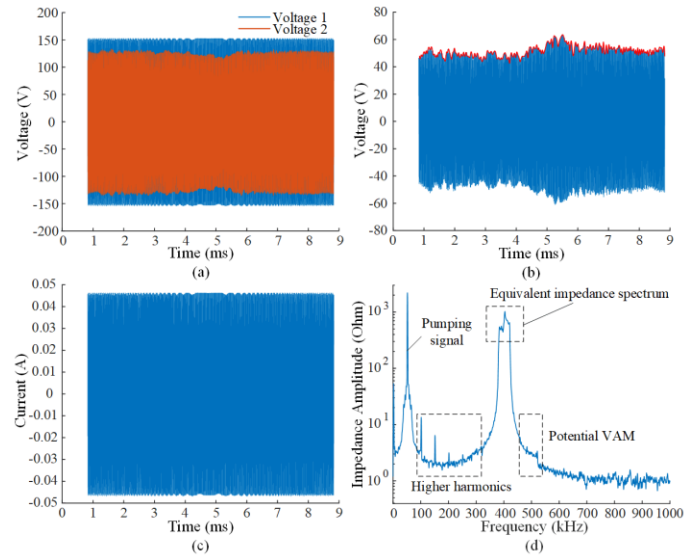 Voltage 1
Voltage 2
200
150
100
50
0
-50
-100
-150
-200
Voltage (V)
0 1 2 3 4 5 6 7 8 9
Time (ms)
(a)
80
60
40
20
0
-20
-40
-60
-80
Voltage (V)
0 1 2 3 4 5 6 7 8 9
Time (ms)
(b)
0.05
0.04
0.03
0.02
0.01
0
-0.01
-0.02
-0.03
-0.04
-0.05
Current (A)
0 1 2 3 4 5 6 7 8 9
Time (ms)
(c)
Equivalent impedance spectrum
Pumping
signal
Potential VAM
Higher harmonics
10³
10²
10¹
10⁰
Impedance Amplitude (Ohm)
0 100 200 300 400 500 600 700 800 900 1000
Frequency (kHz)
(d)